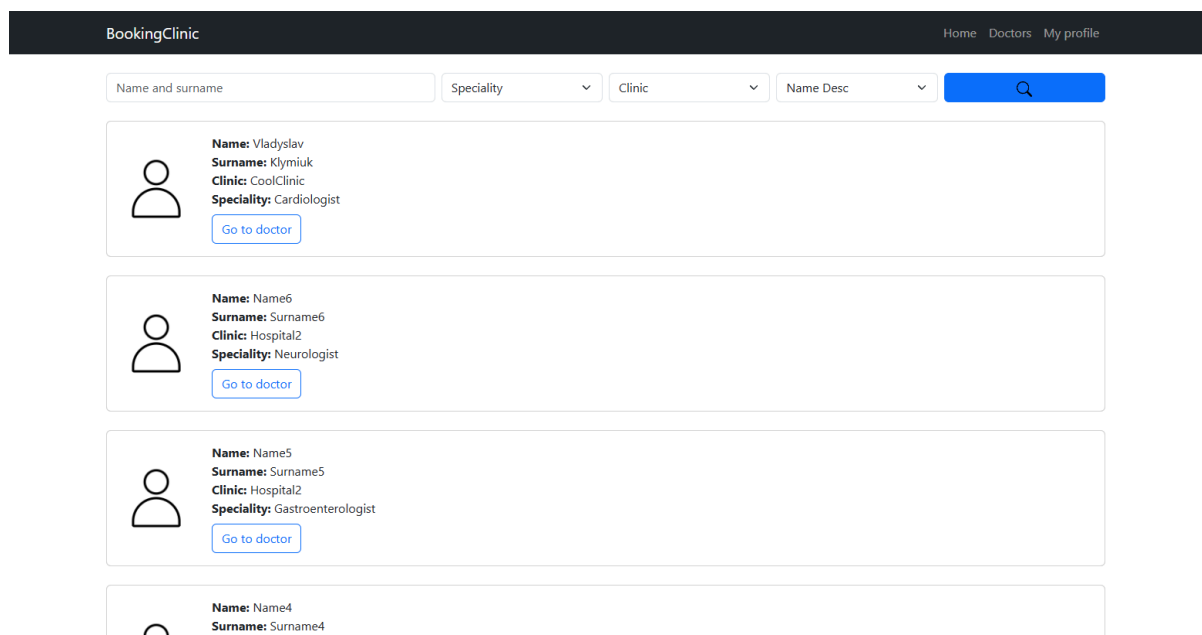 BookingClinic Home Doctors My profile
Name and surname Speciality Clinic Name Desc
Name: Vladyslav
Surname: Klymiuk
Clinic: CoolClinic
Speciality: Cardiologist
Go to doctor
Name: Name6
Surname: Surname6
Clinic: Hospital2
Speciality: Neurologist
Go to doctor
Name: Name5
Surname: Surname5
Clinic: Hospital2
Speciality: Gastroenterologist
Go to doctor
Name: Name4
Surname: Surname4